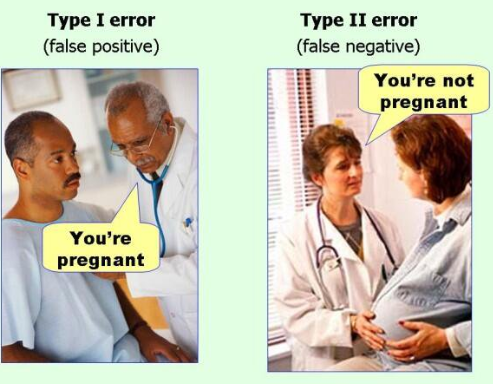 Type I error
(false positive)
You're
pregnant
Type II error
(false negative)
You're not
pregnant